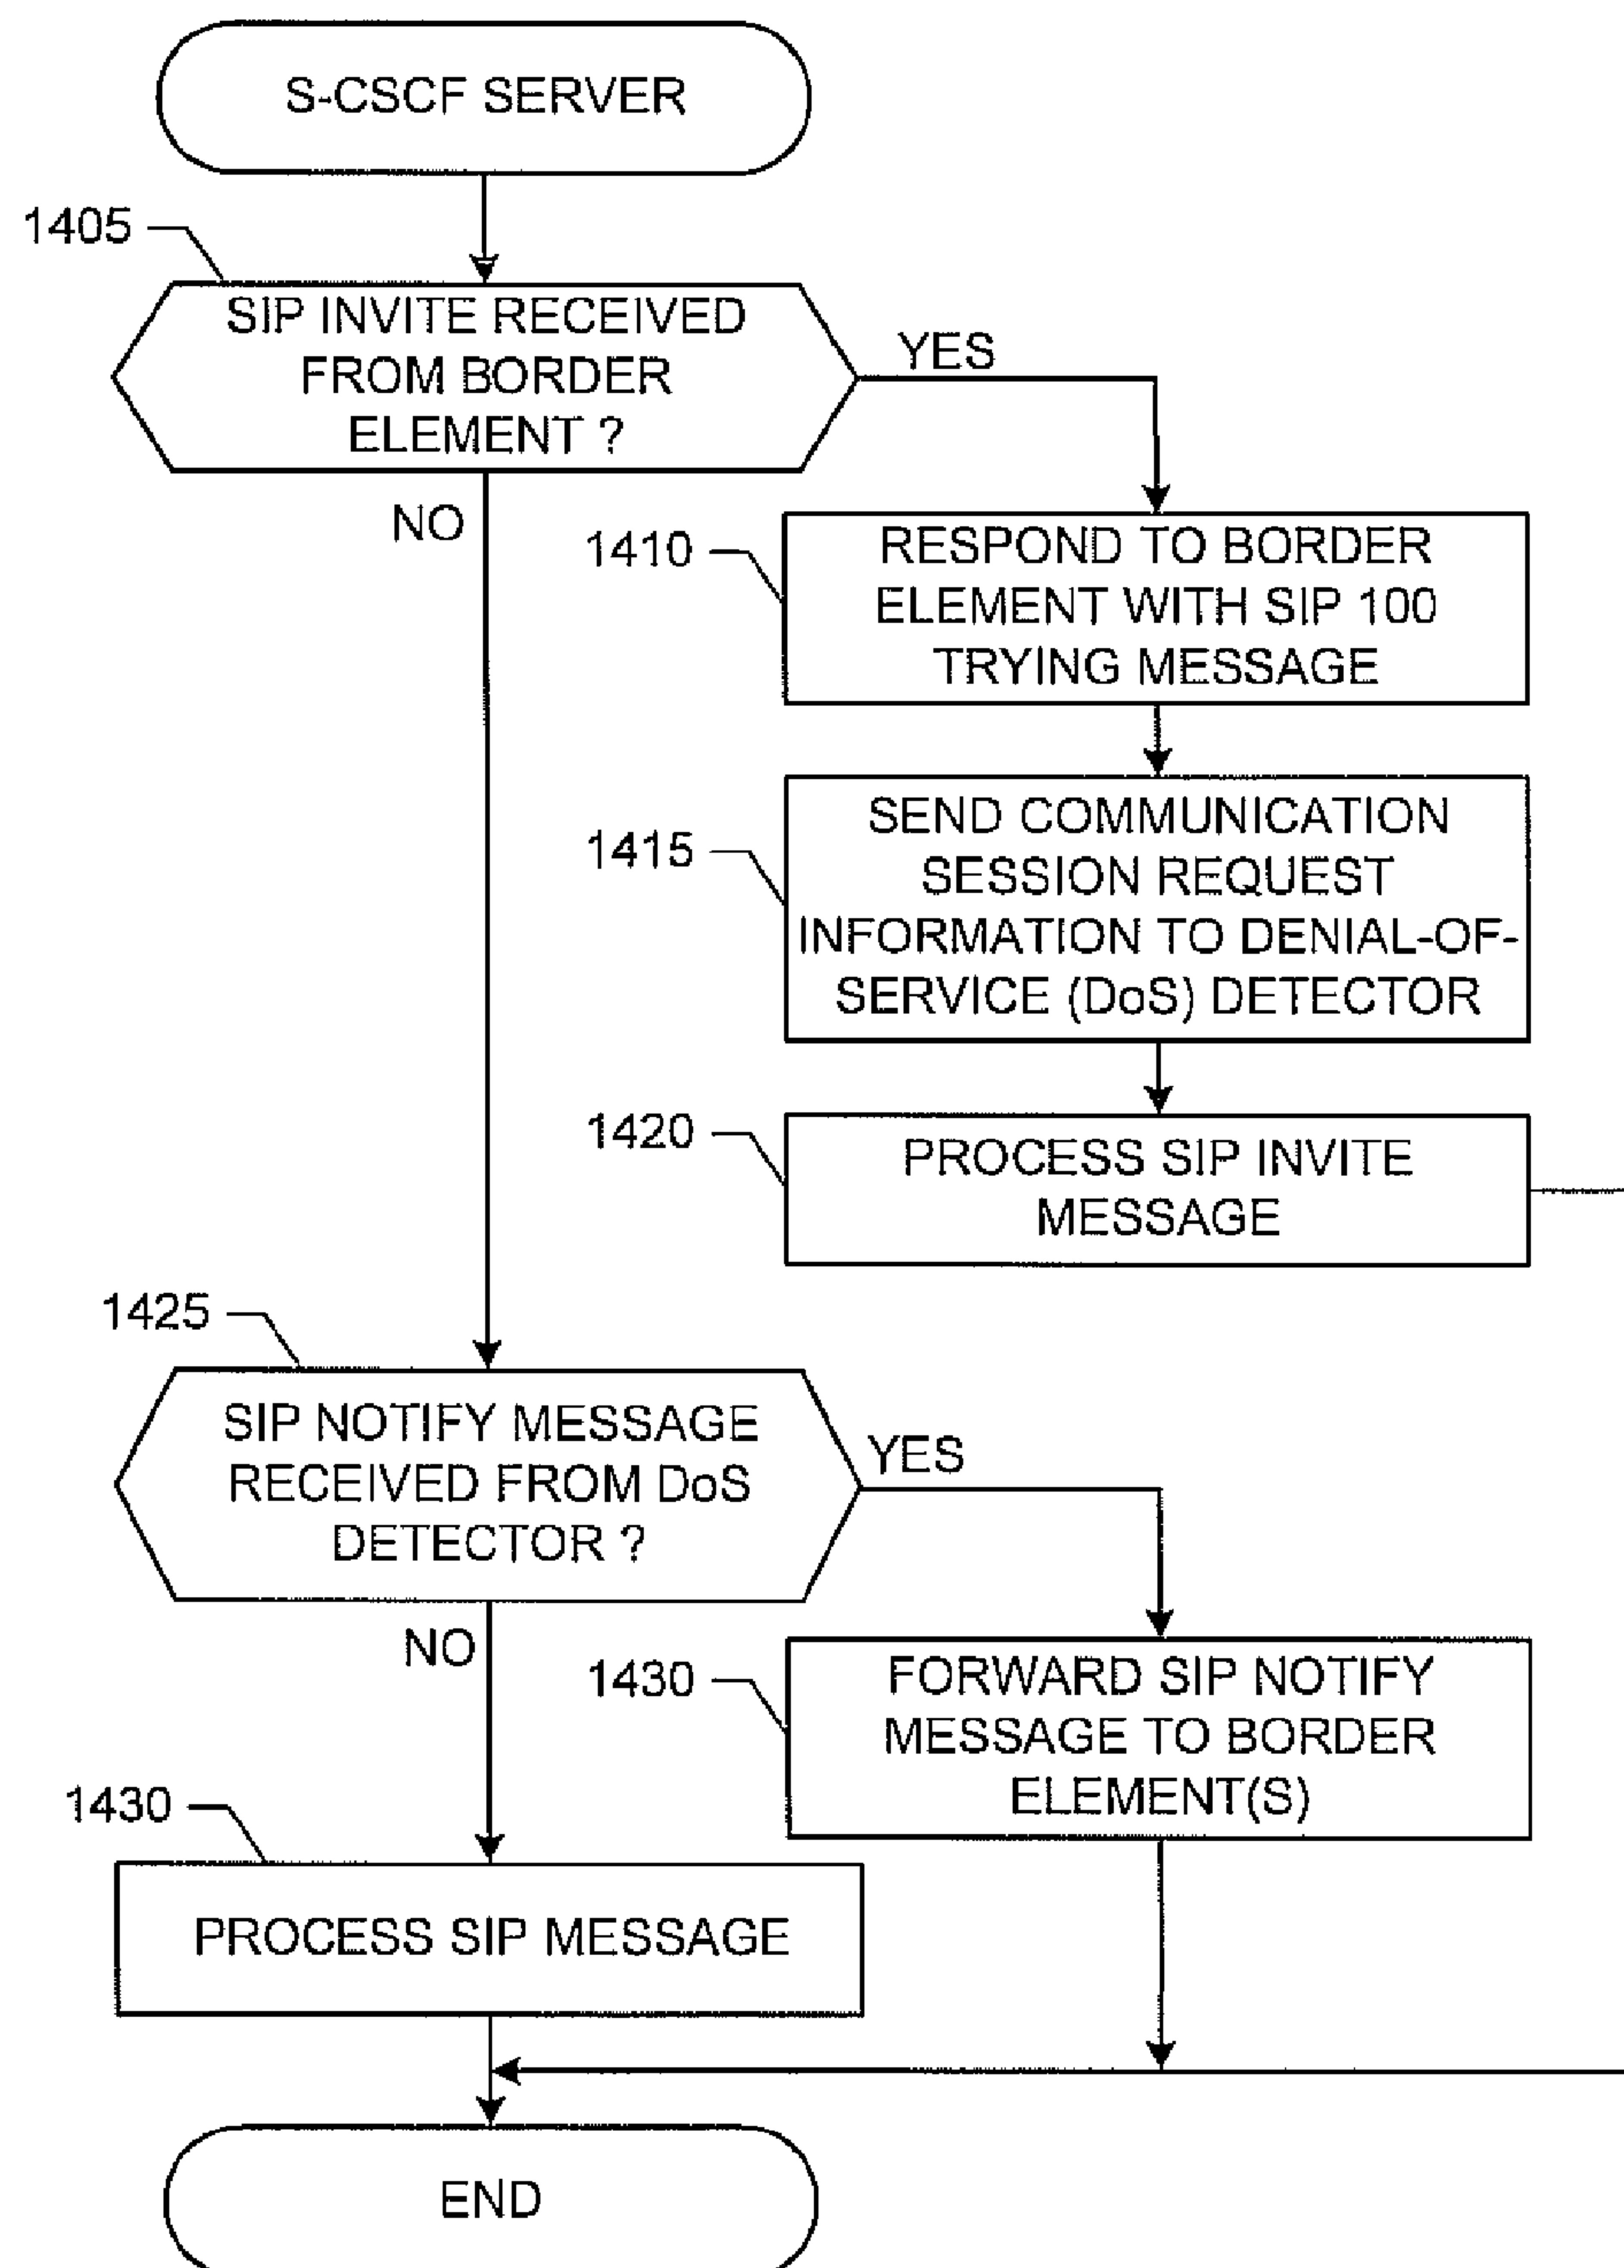 S-CSCF SERVER
1405
SIP INVITE RECEIVED
FROM BORDER
ELEMENT ?
YES
NO
1410
RESPOND TO BORDER
ELEMENT WITH SIP 100
TRYING MESSAGE
1415
SEND COMMUNICATION
SESSION REQUEST
INFORMATION TO DENIAL-OF-
SERVICE (DoS) DETECTOR
1420
PROCESS SIP INVITE
MESSAGE
1425
SIP NOTIFY MESSAGE
RECEIVED FROM DoS
DETECTOR ?
YES
NO
1430
FORWARD SIP NOTIFY
MESSAGE TO BORDER
ELEMENT(S)
1430
PROCESS SIP MESSAGE
END